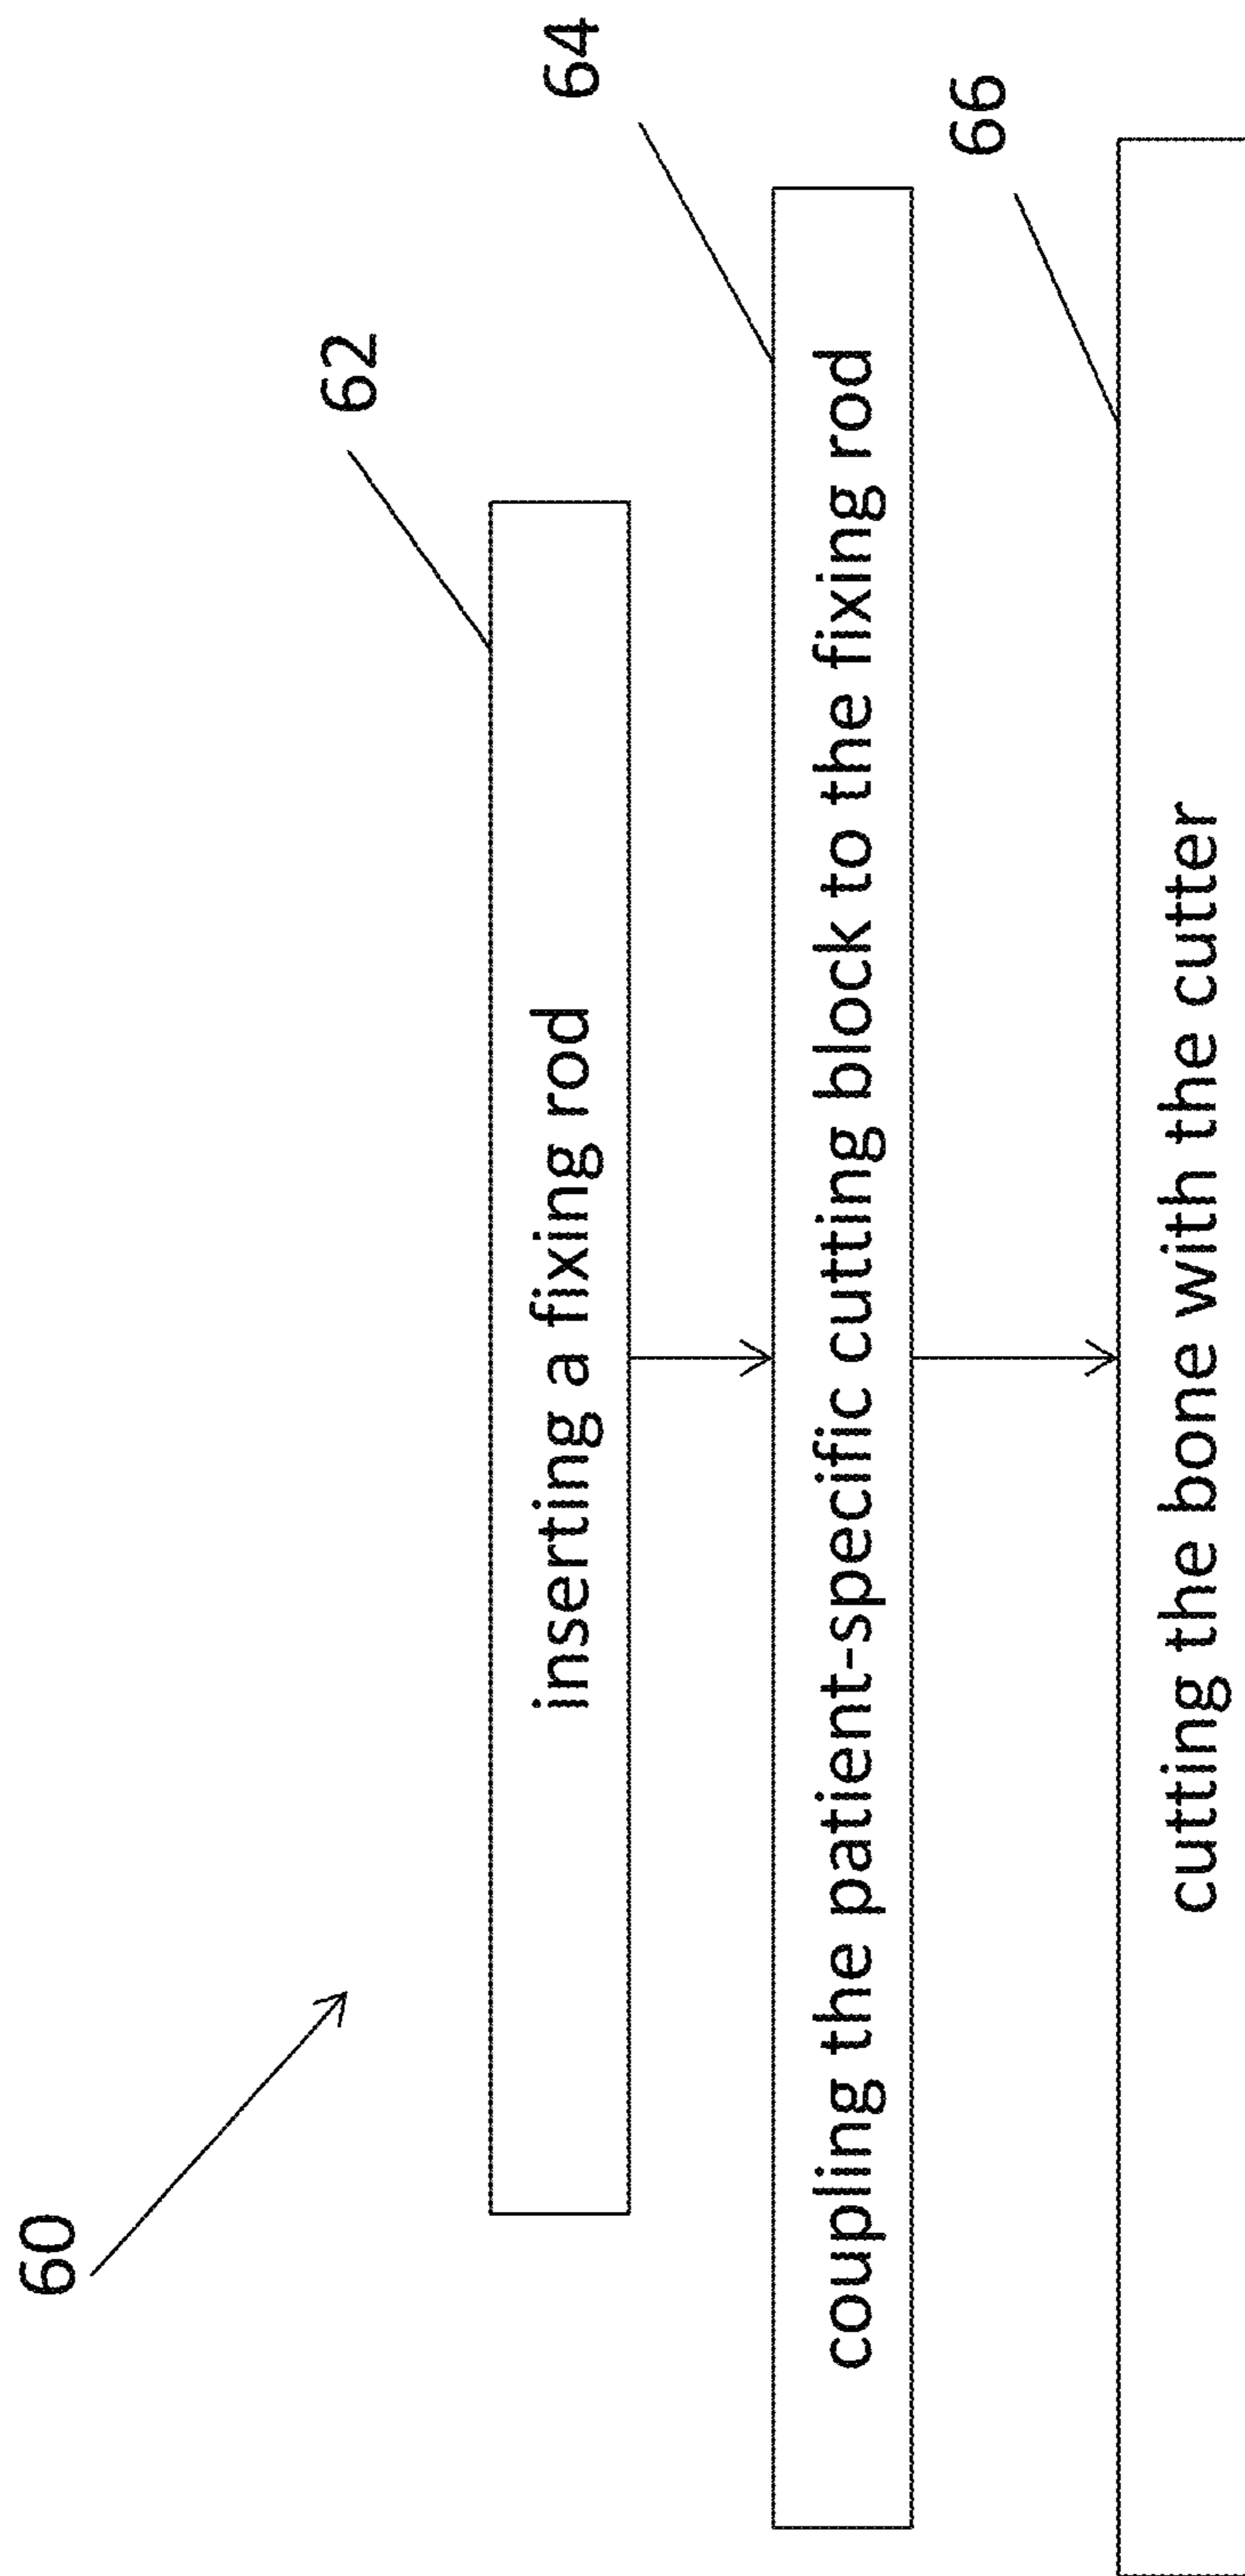 60
62
inserting a fixing rod
64
coupling the patient-specific cutting block to the fixing rod
66
cutting the bone with the cutter